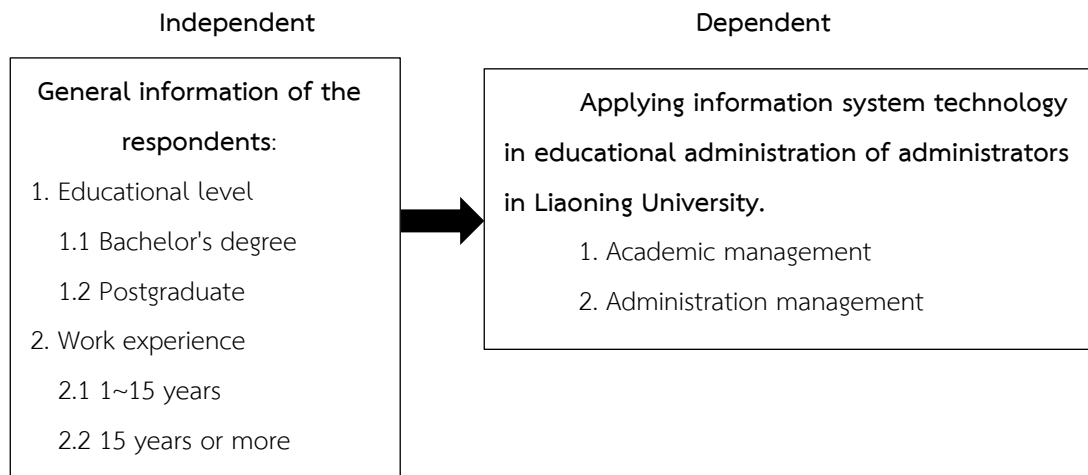 Independent
Dependent
General information of the
respondents:
1. Educational level
1.1 Bachelor's degree
1.2 Postgraduate
2. Work experience
2.1 1~15 years
2.2 15 years or more
Applying information system technology
in educational administration of administrators
in Liaoning University.
1. Academic management
2. Administration management